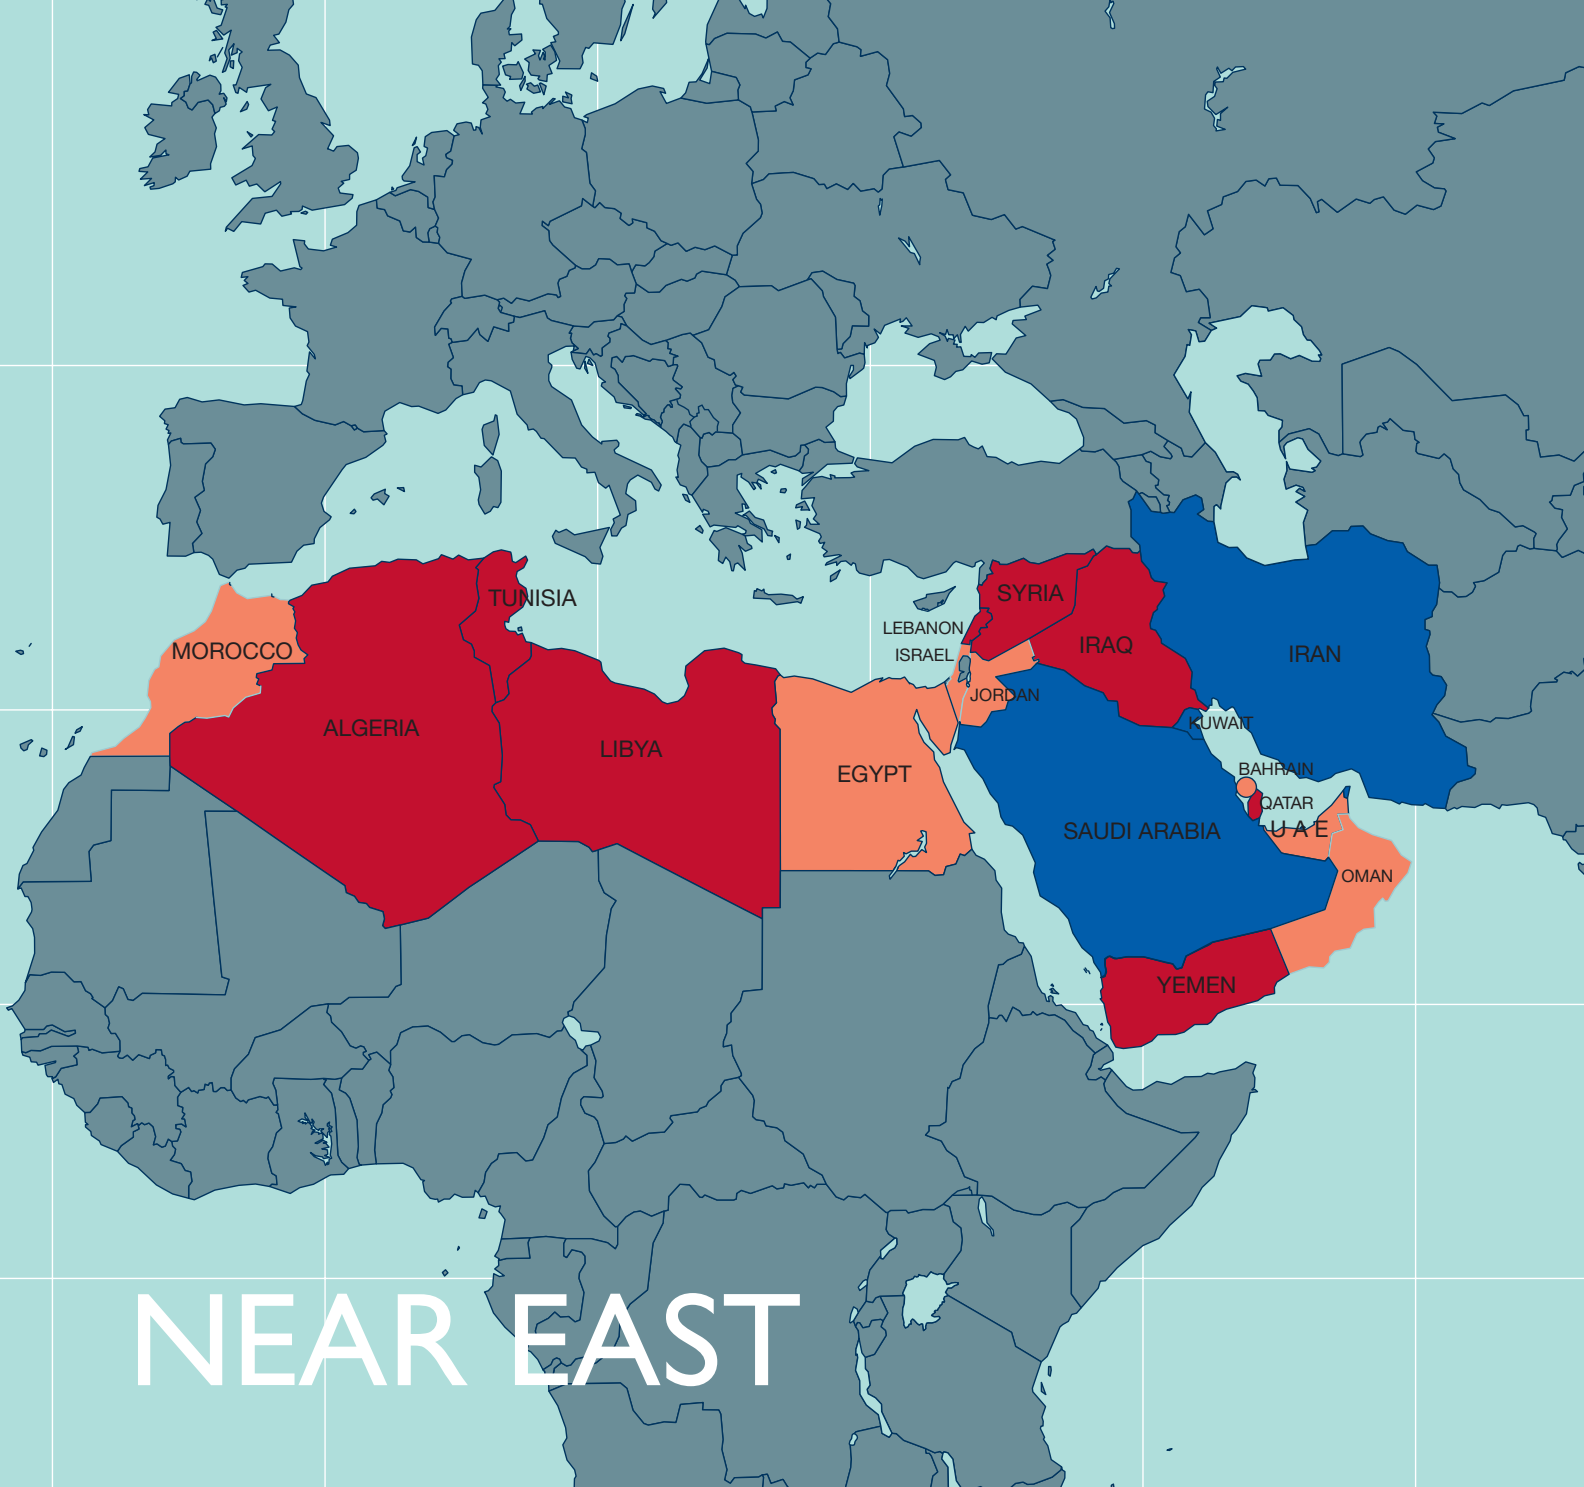 TUNISIA
SYRIA
LEBANON
MOROCCO
IRAQ
ISRAEL
IRAN
JORDAN
KUWAIT
ALGERIA
LIBYA
EGYPT
BAHRAIN
QATAR
SAUDI ARABIA
U A E
OMAN
YEMEN
NEAR EAST